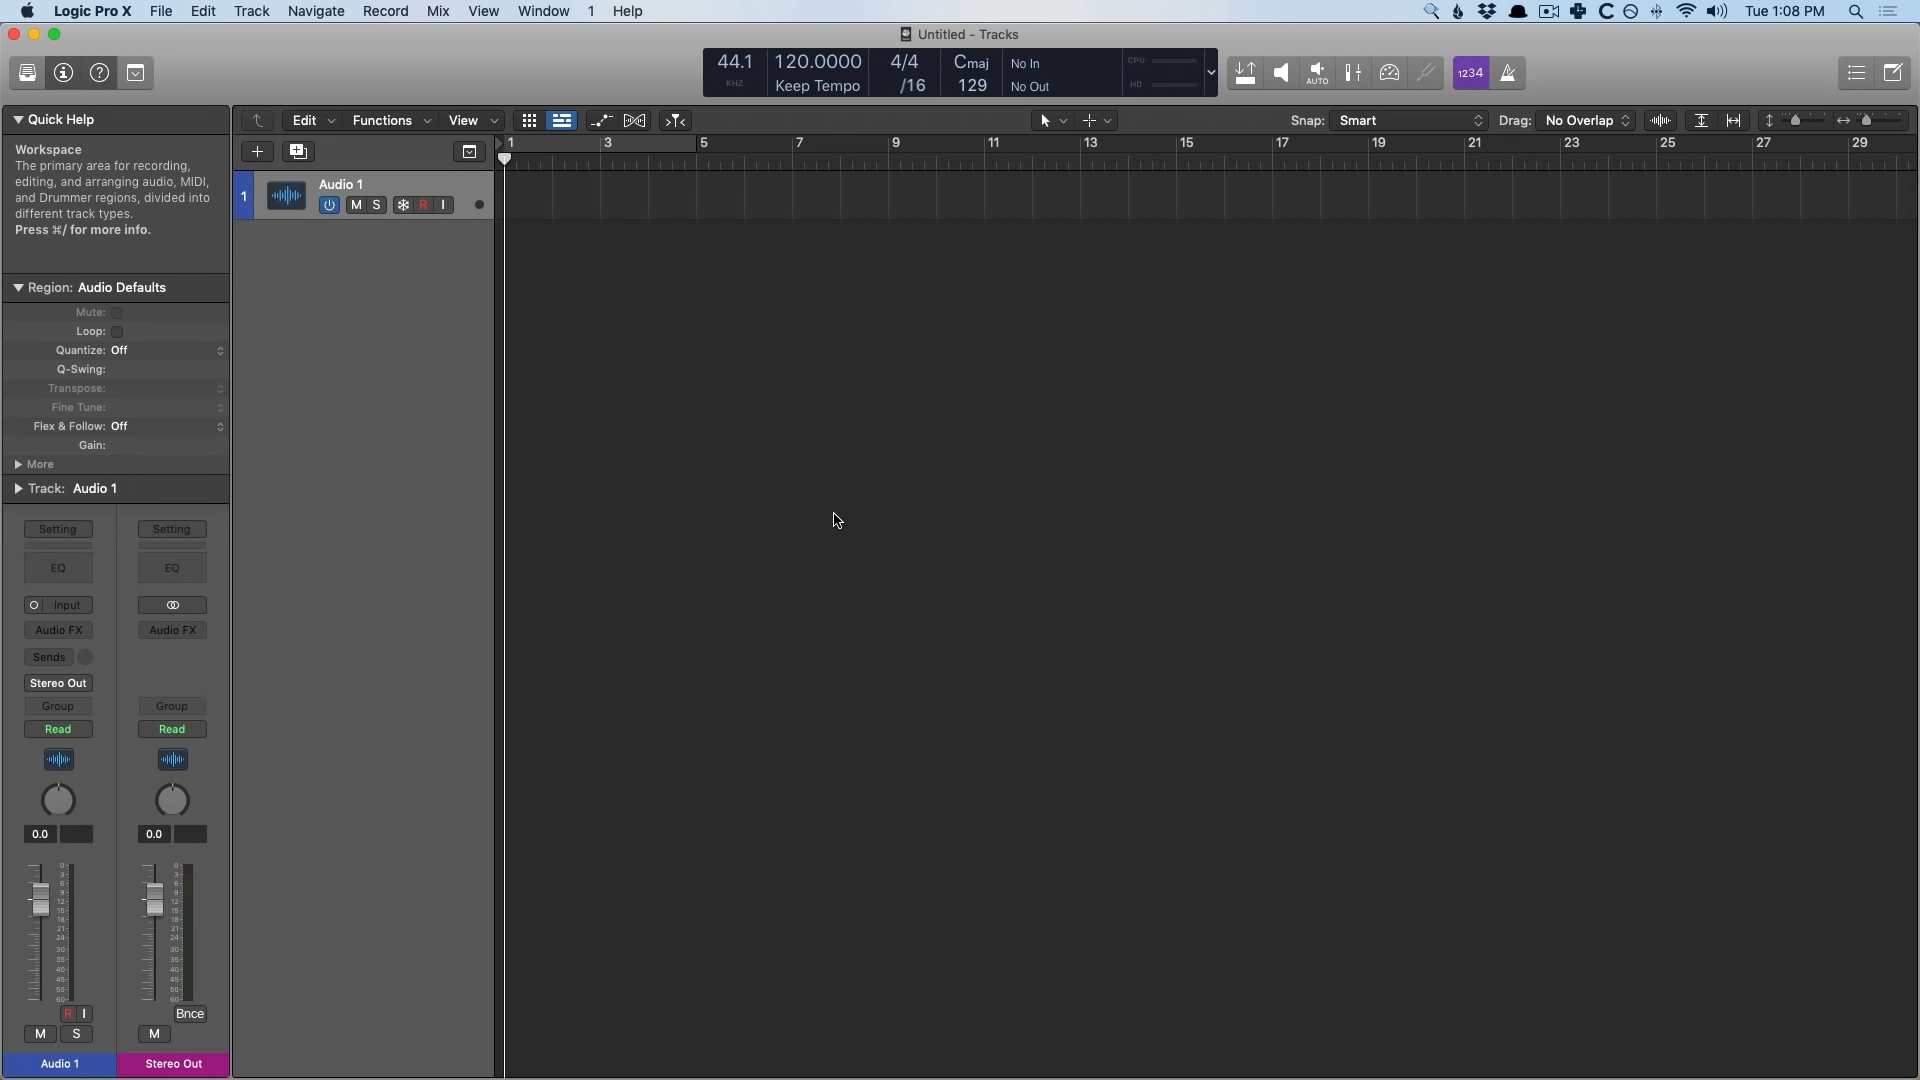 Logic Pro X File Edit Track Navigate Record Mix View Window 1 Help Tue 1:08 PM
Untitled - Tracks
44.1 120.0000 4/4 Cmaj No In CPU
KHZ Keep Tempo /16 129 No Out HD
AUTO 1234
Quick Help Edit Functions View Snap: Smart Drag: No Overlap
1 3 5 7 9 11 13 15 17 19 21 23 25 27 29
Workspace
The primary area for recording,
editing, and arranging audio, MIDI,
and Drummer regions, divided into
different track types.
Press ⌘/ for more info.
1 Audio 1
M S R I
Region: Audio Defaults
Mute:
Loop:
Quantize: Off
Q-Swing:
Transpose:
Fine Tune:
Flex & Follow: Off
Gain:
More
Track: Audio 1
Setting Setting
EQ EQ
Input
Audio FX Audio FX
Sends
Stereo Out
Group Group
Read Read
0.0 0.0
0 0
3 3
6 6
9 9
12 12
15 15
18 18
21 21
24 24
30 30
35 35
40 40
45 45
50 50
60 60
R I Bnce
M S M
Audio 1 Stereo Out